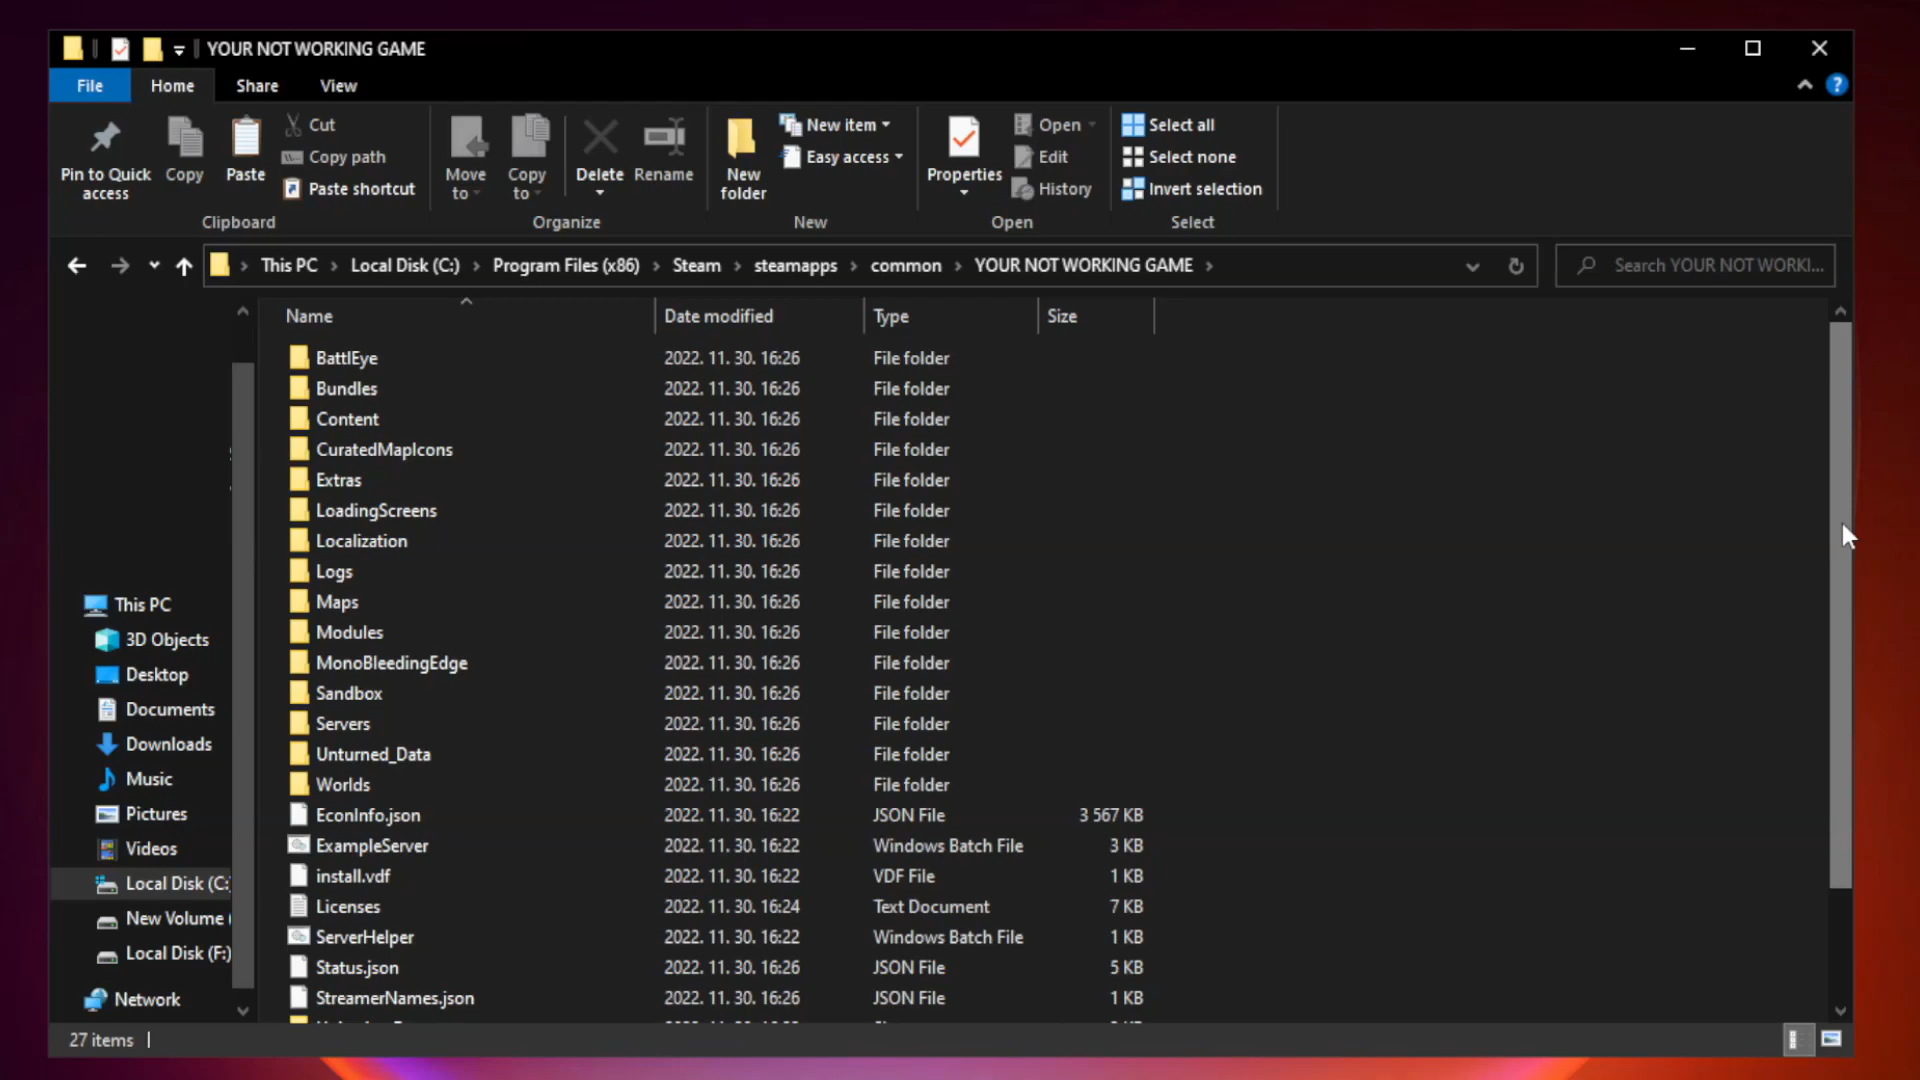 YOUR NOT WORKING GAME
File Home Share View
Pin to Quick access
Copy
Paste
Cut
Copy path
Paste shortcut
Clipboard
Move to
Copy to
Delete
Rename
Organize
New folder
New item
Easy access
New
Properties
Open
Edit
History
Open
Select all
Select none
Invert selection
Select
This PC > Local Disk (C:) > Program Files (x86) > Steam > steamapps > common > YOUR NOT WORKING GAME >
Search YOUR NOT WORKI...
This PC
3D Objects
Desktop
Documents
Downloads
Music
Pictures
Videos
Local Disk (C:
New Volume (
Local Disk (F:)
Network
Name Date modified Type Size
BattlEye 2022. 11. 30. 16:26 File folder
Bundles 2022. 11. 30. 16:26 File folder
Content 2022. 11. 30. 16:26 File folder
CuratedMapIcons 2022. 11. 30. 16:26 File folder
Extras 2022. 11. 30. 16:26 File folder
LoadingScreens 2022. 11. 30. 16:26 File folder
Localization 2022. 11. 30. 16:26 File folder
Logs 2022. 11. 30. 16:26 File folder
Maps 2022. 11. 30. 16:26 File folder
Modules 2022. 11. 30. 16:26 File folder
MonoBleedingEdge 2022. 11. 30. 16:26 File folder
Sandbox 2022. 11. 30. 16:26 File folder
Servers 2022. 11. 30. 16:26 File folder
Unturned_Data 2022. 11. 30. 16:26 File folder
Worlds 2022. 11. 30. 16:26 File folder
EconInfo.json 2022. 11. 30. 16:22 JSON File 3 567 KB
ExampleServer 2022. 11. 30. 16:22 Windows Batch File 3 KB
install.vdf 2022. 11. 30. 16:22 VDF File 1 KB
Licenses 2022. 11. 30. 16:24 Text Document 7 KB
ServerHelper 2022. 11. 30. 16:22 Windows Batch File 1 KB
Status.json 2022. 11. 30. 16:26 JSON File 5 KB
StreamerNames.json 2022. 11. 30. 16:26 JSON File 1 KB
27 items